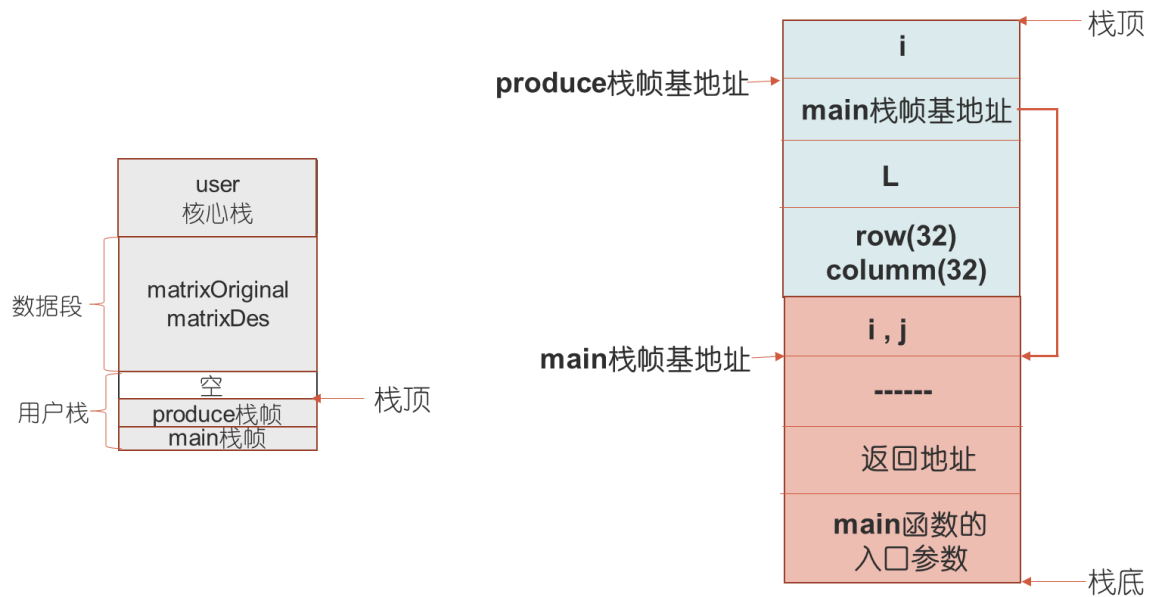 user
核心栈
数据段
matrixOriginal
matrixDes
用户栈
空
栈顶
produce栈帧
main栈帧
栈顶
i
produce栈帧基地址
main栈帧基地址
L
row(32)
columm(32)
i , j
main栈帧基地址
------
返回地址
main函数的
入口参数
栈底